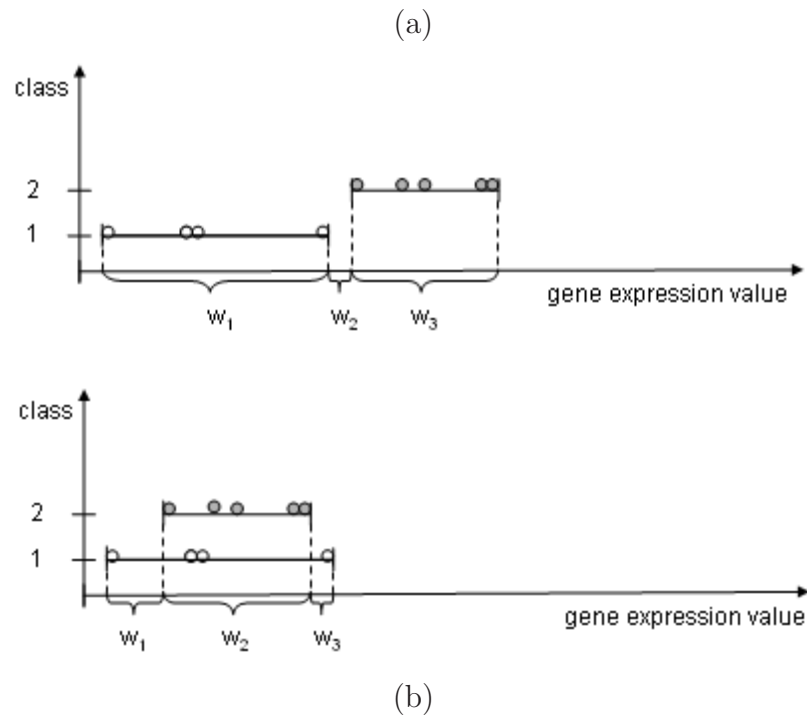 (a)
class
2
1
gene expression value
w₁ w₂ w₃
class
2
1
gene expression value
w₁ w₂ w₃
(b)